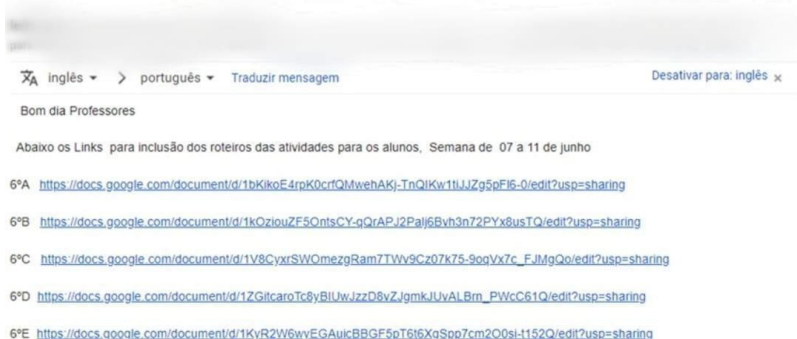 inglês > português Traduzir mensagem Desativar para: inglês x
Bom dia Professores
Abaixo os Links para inclusão dos roteiros das atividades para os alunos, Semana de 07 a 11 de junho
6ºA https://docs.google.com/document/d/1bKikoE4rpK0crfQMwehAKj-TnQIKw1tiJJZg5pFl6-0/edit?usp=sharing
6ºB https://docs.google.com/document/d/1kOziouZF5OntsCY-qQrAPJ2Palj6Bvh3n72PYx8usTQ/edit?usp=sharing
6ºC https://docs.google.com/document/d/1V8CyxrSWOmezgRam7TWv9Cz07k75-9oqVx7c_FJMgQo/edit?usp=sharing
6ºD https://docs.google.com/document/d/1ZGitcaroTc8yBIUwJzzD8vZJgmkJUvALBrn_PWcC61Q/edit?usp=sharing
6ºE https://docs.google.com/document/d/1KyR2W6wyEGAujcBBGF5pT6t6XgSpp7cm2O0sj-t152Q/edit?usp=sharing